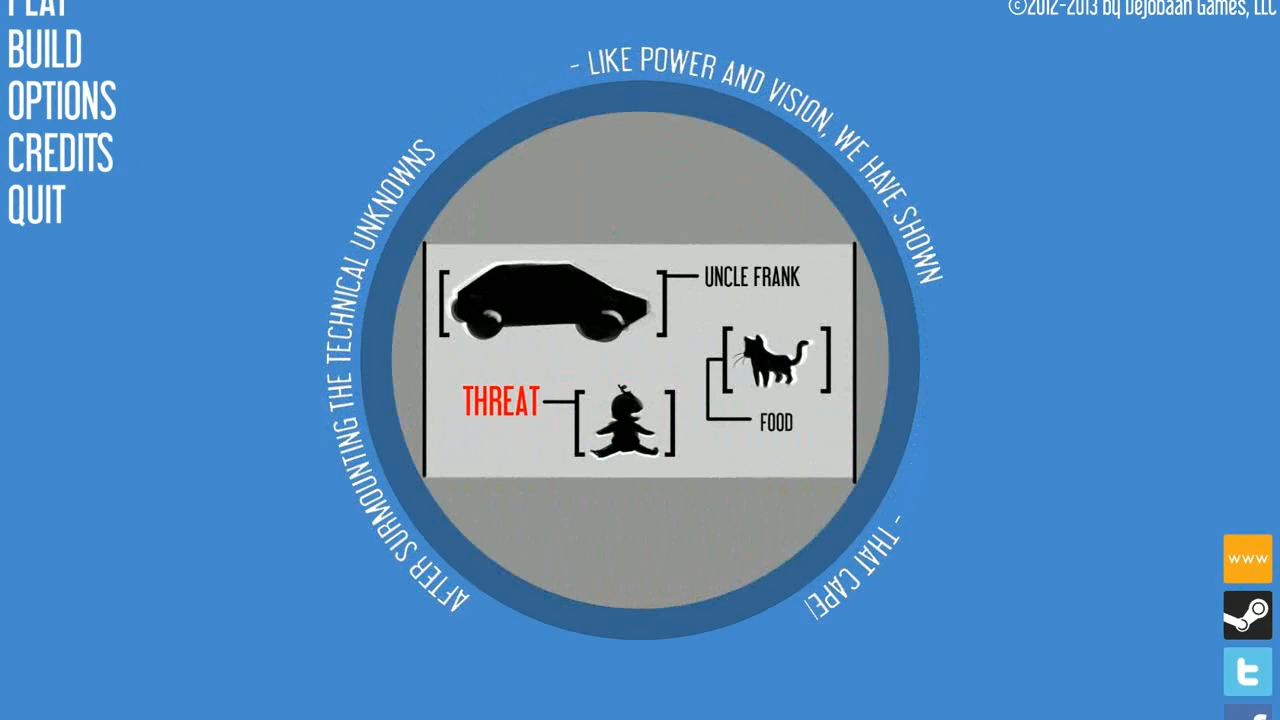 PLAY
BUILD
OPTIONS
CREDITS
QUIT
©2012-2013 by Dejobaan Games, LLC
AFTER SURMOUNTING THE TECHNICAL UNKNOWNS
- LIKE POWER AND VISION, WE HAVE SHOWN
- THAT CAPE/
UNCLE FRANK
THREAT
FOOD
WWW